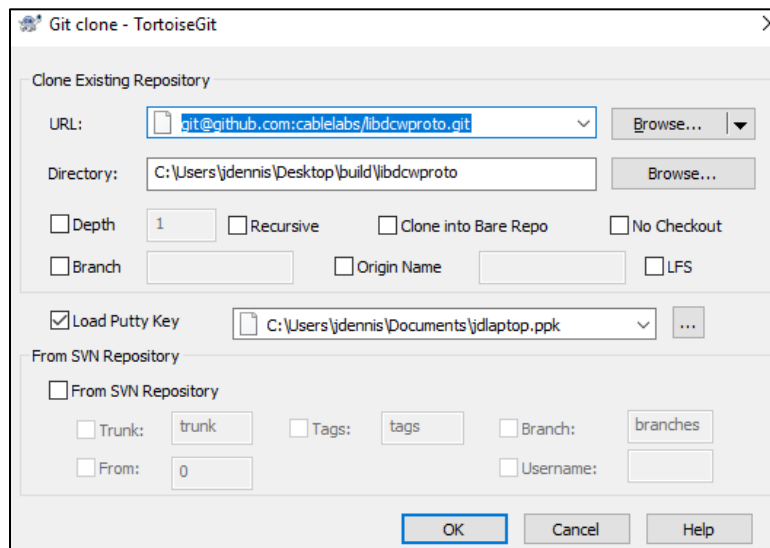 Git clone - TortoiseGit
Clone Existing Repository
URL: git@github.com:cablelabs/libdcwproto.git Browse...
Directory: C:\Users\jdennis\Desktop\build\libdcwproto Browse...
Depth 1 Recursive Clone into Bare Repo No Checkout
Branch Origin Name LFS
Load Putty Key C:\Users\jdennis\Documents\jdlaptop.ppk ...
From SVN Repository
From SVN Repository
Trunk: trunk Tags: tags Branch: branches
From: 0 Username:
OK Cancel Help